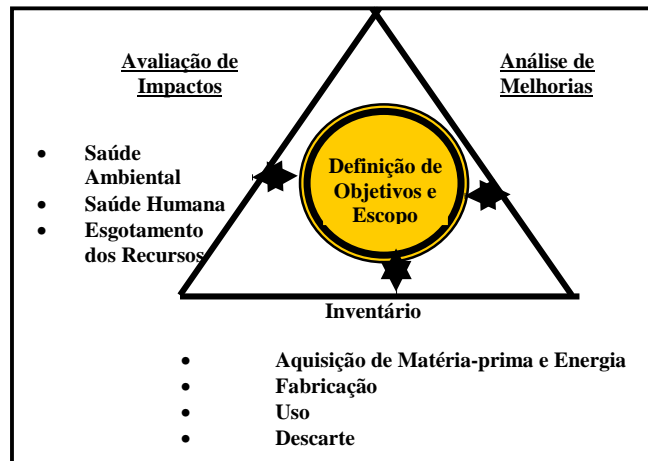 Avaliação de
Impactos
Análise de
Melhorias
• Saúde
Ambiental
• Saúde Humana
• Esgotamento
dos Recursos
Definição de
Objetivos e
Escopo
Inventário
• Aquisição de Matéria-prima e Energia
• Fabricação
• Uso
• Descarte